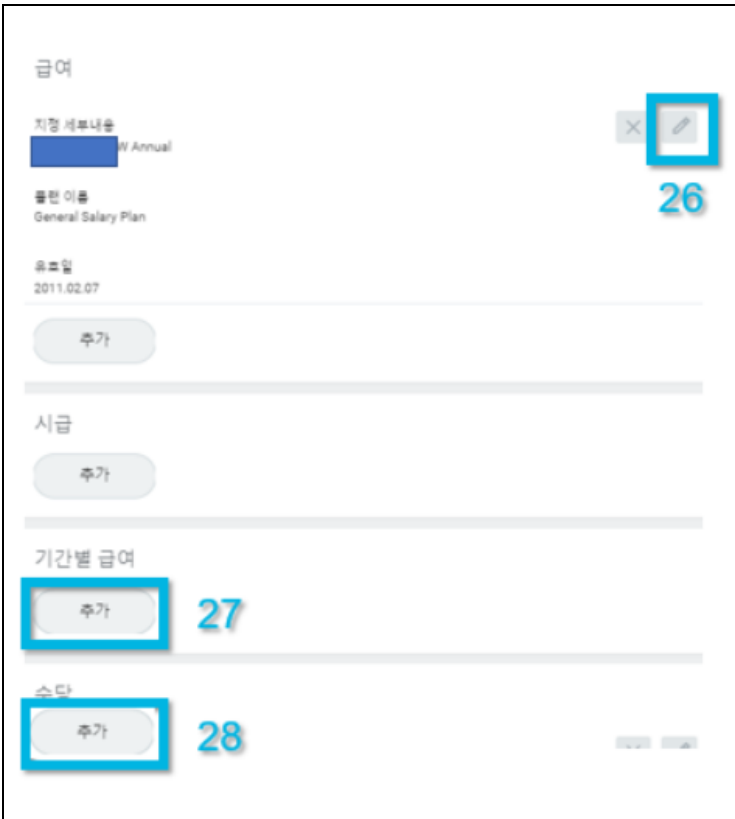 급여
지정 세부내용
W Annual
26
플랜 이름
General Salary Plan
유효일
2011.02.07
추가
시급
추가
기간별 급여
추가
27
수당
추가
28